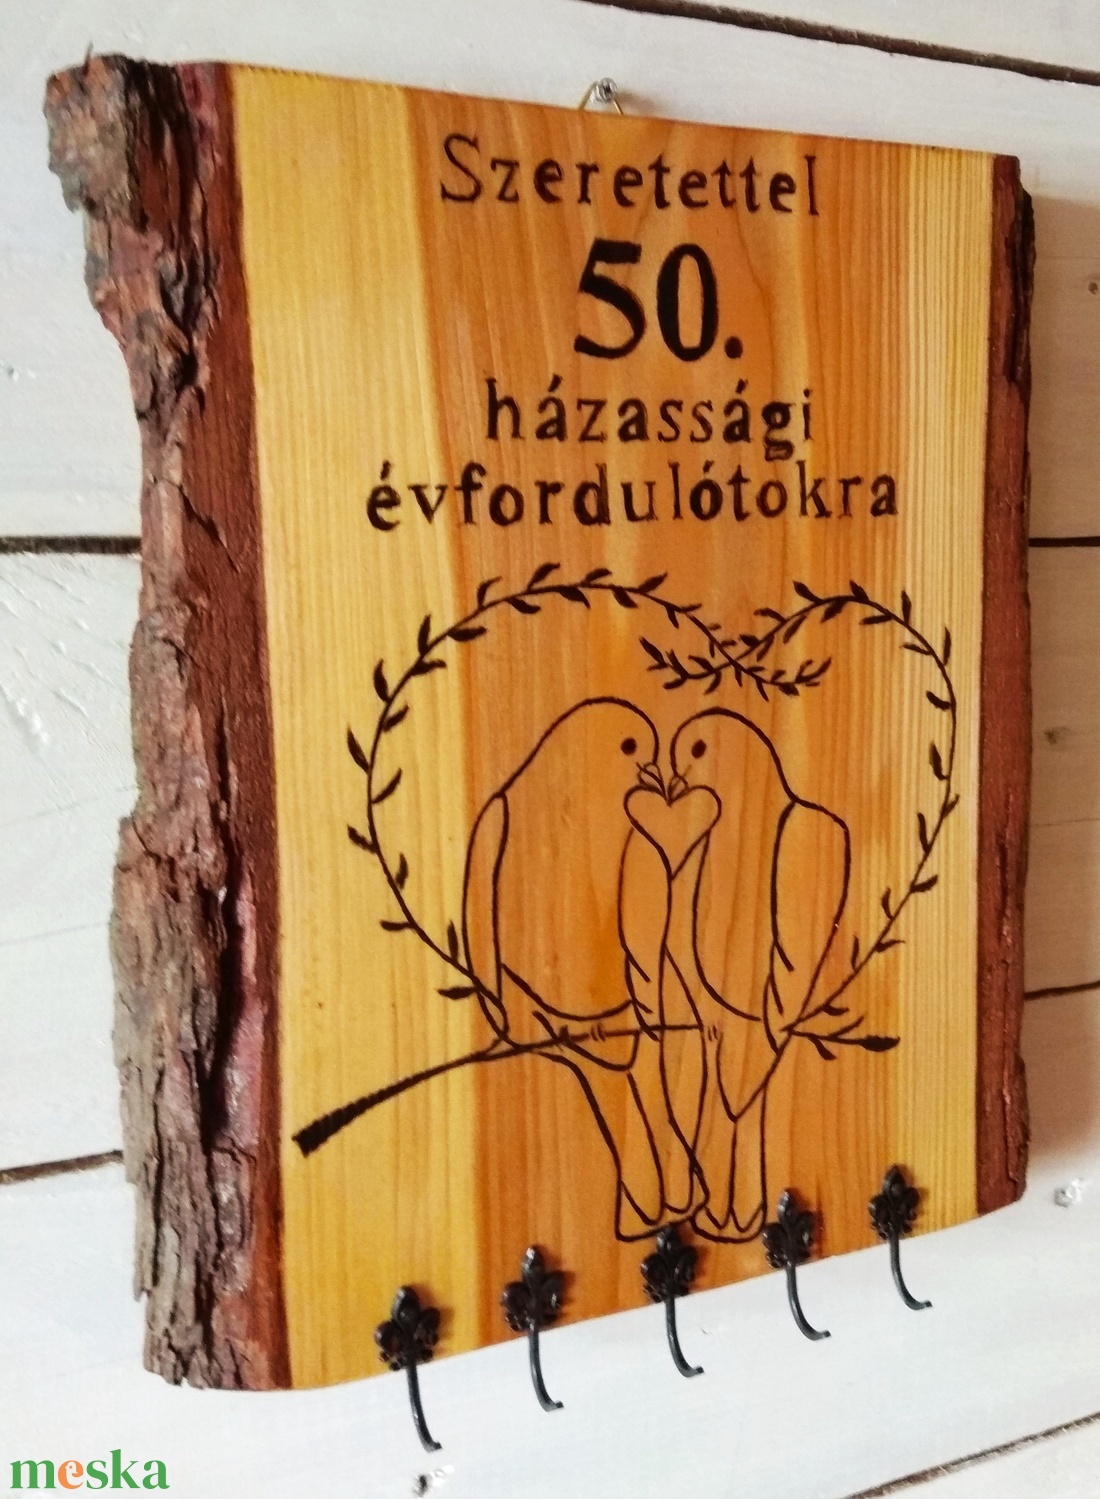 Szeretettel
50.
házassági
évfordulótokra
meska